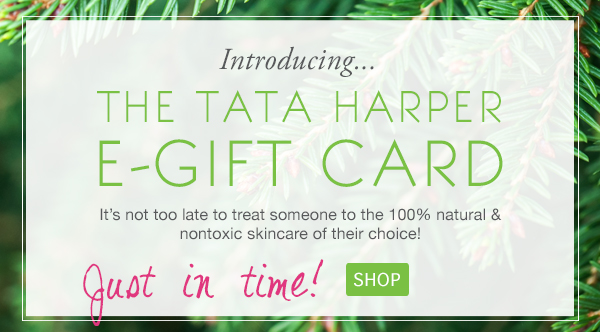 Introducing...
THE TATA HARPER
E-GIFT CARD
It's not too late to treat someone to the 100% natural &
nontoxic skincare of their choice!
Just in time! SHOP